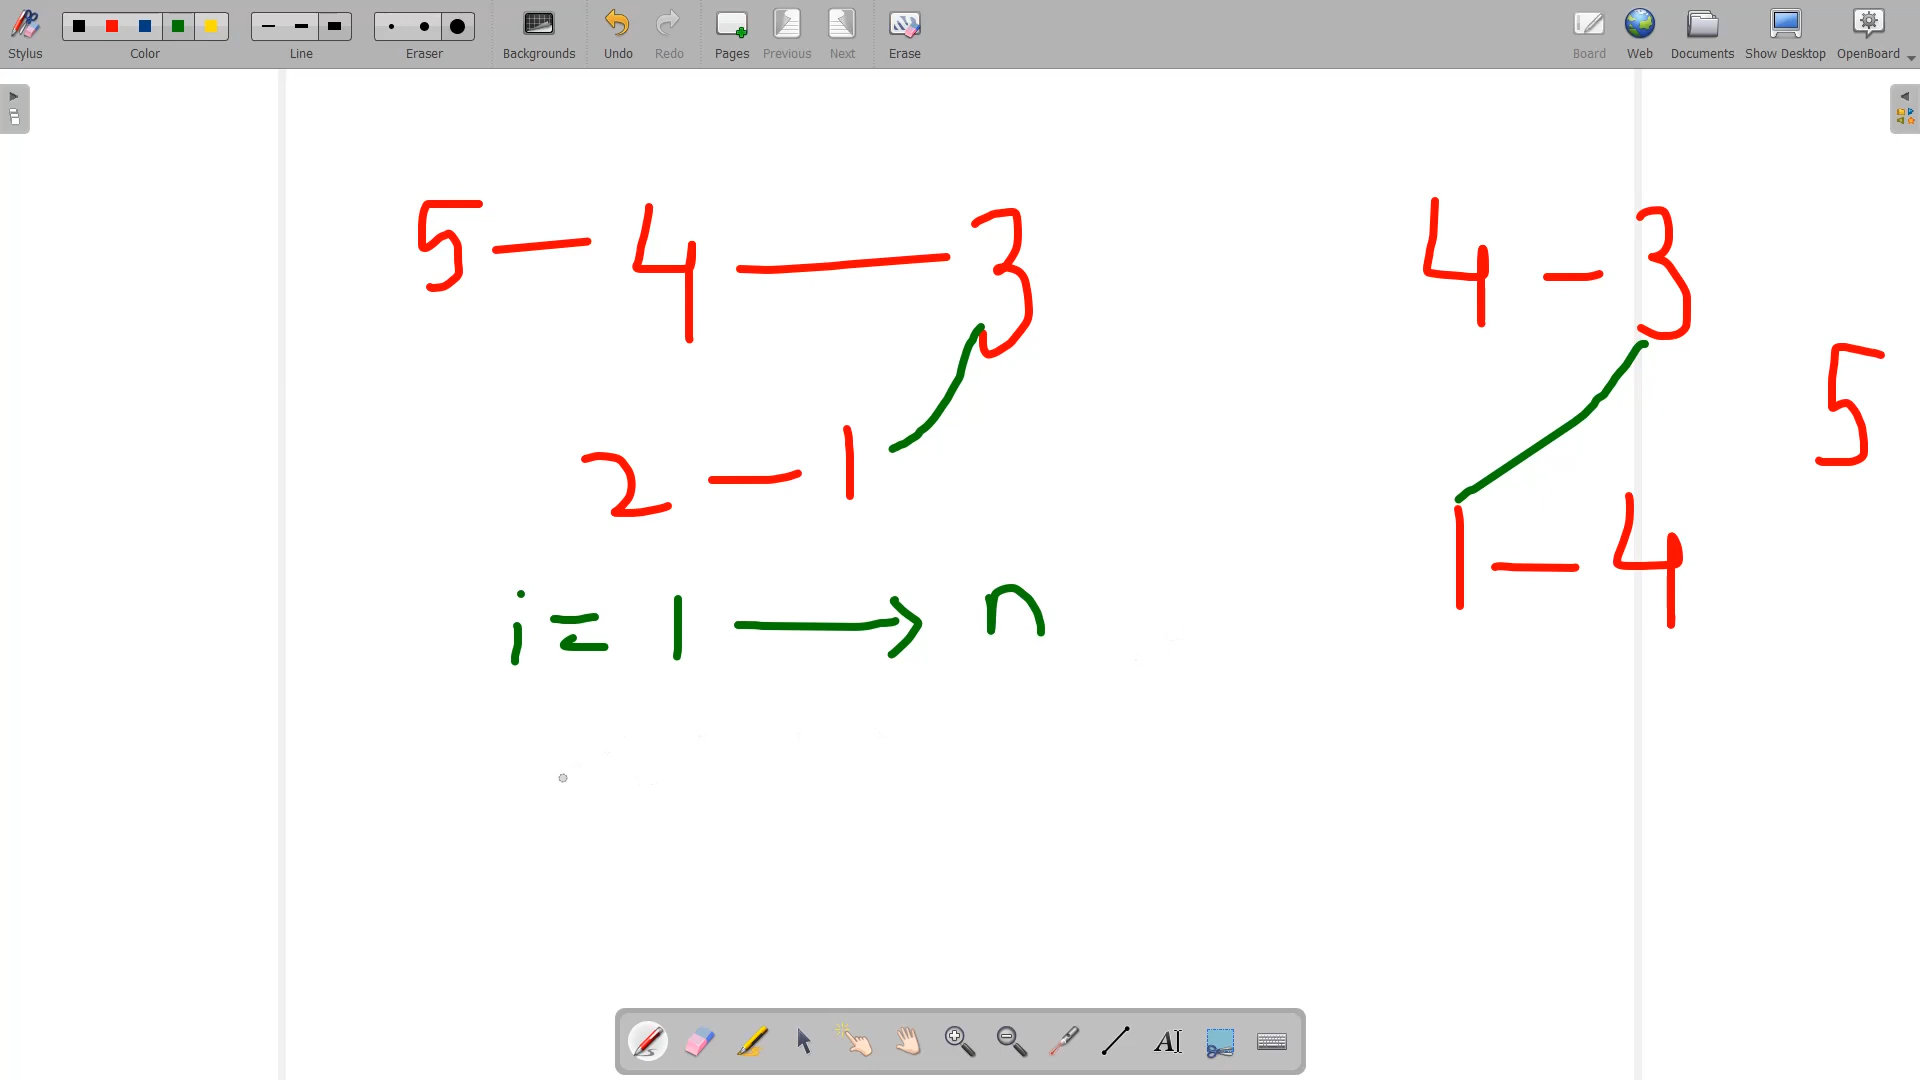 Stylus Color Line Eraser Backgrounds Undo Redo Pages Previous Next Erase Board Web Documents Show Desktop OpenBoard
5 — 4 — 3
4 — 3
5
2 — 1
1 — 4
i = 1 → n
AI